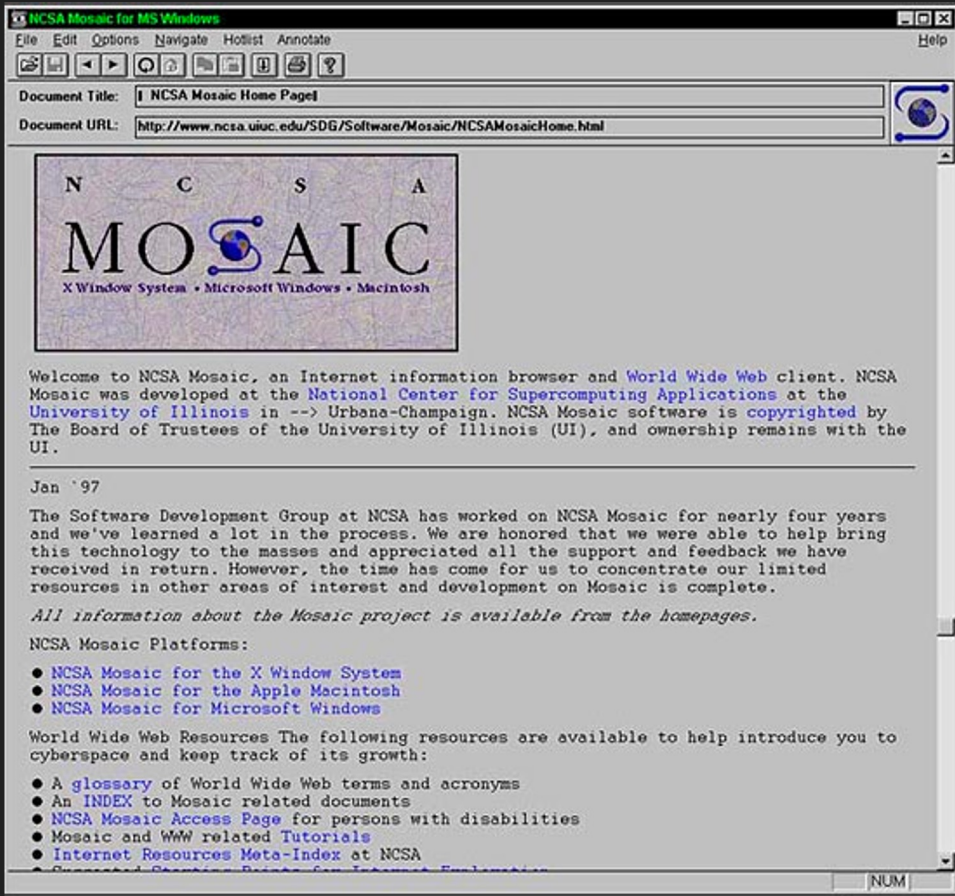 NCSA Mosaic for MS Windows
File Edit Options Navigate Hotlist Annotate Help
Document Title: NCSA Mosaic Home Page
Document URL: http://www.ncsa.uiuc.edu/SDG/Software/Mosaic/NCSAMosaicHome.html
N C S A
MOSAIC
X Window System • Microsoft Windows • Macintosh
Welcome to NCSA Mosaic, an Internet information browser and World Wide Web client. NCSA
Mosaic was developed at the National Center for Supercomputing Applications at the
University of Illinois in --> Urbana-Champaign. NCSA Mosaic software is copyrighted by
The Board of Trustees of the University of Illinois (UI), and ownership remains with the
UI.
Jan `97
The Software Development Group at NCSA has worked on NCSA Mosaic for nearly four years
and we've learned a lot in the process. We are honored that we were able to help bring
this technology to the masses and appreciated all the support and feedback we have
received in return. However, the time has come for us to concentrate our limited
resources in other areas of interest and development on Mosaic is complete.
All information about the Mosaic project is available from the homepages.
NCSA Mosaic Platforms:
● NCSA Mosaic for the X Window System
● NCSA Mosaic for the Apple Macintosh
● NCSA Mosaic for Microsoft Windows
World Wide Web Resources The following resources are available to help introduce you to
cyberspace and keep track of its growth:
● A glossary of World Wide Web terms and acronyms
● An INDEX to Mosaic related documents
● NCSA Mosaic Access Page for persons with disabilities
● Mosaic and WWW related Tutorials
● Internet Resources Meta-Index at NCSA
NUM